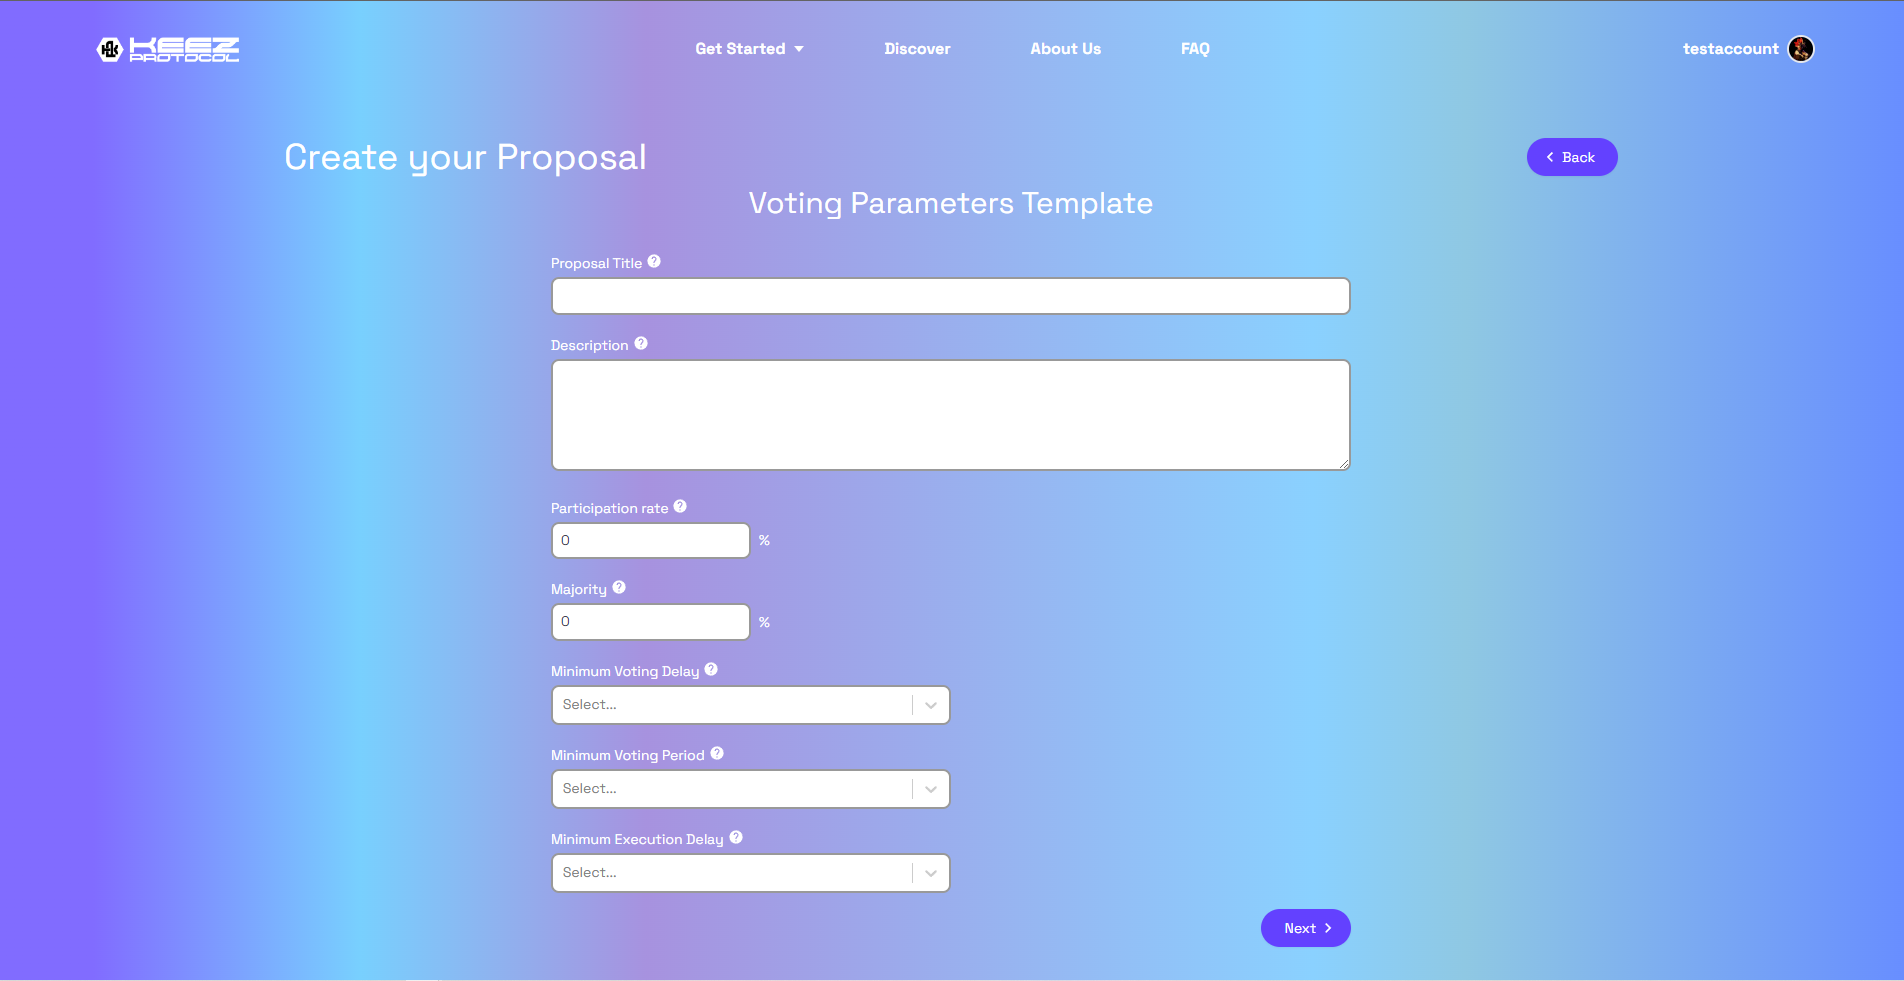 KEEZ
PROTOCOL
Get Started
Discover
About Us
FAQ
testaccount
Create your Proposal
Back
Voting Parameters Template
Proposal Title ?
Description ?
Participation rate ?
0 %
Majority ?
0 %
Minimum Voting Delay ?
Select...
Minimum Voting Period ?
Select...
Minimum Execution Delay ?
Select...
Next